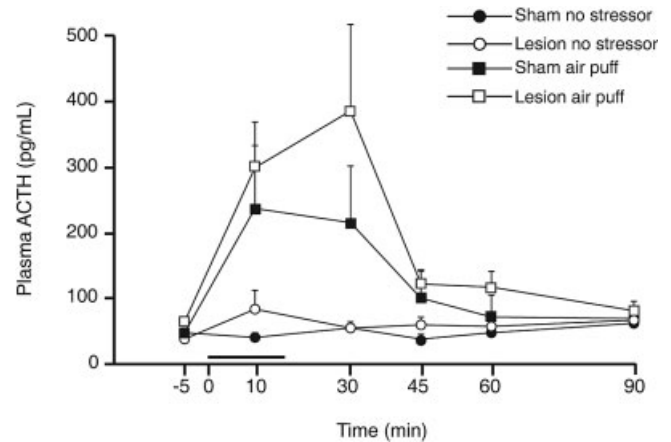 Sham no stressor
Lesion no stressor
Sham air puff
Lesion air puff
Plasma ACTH (pg/mL)
500
400
300
200
100
0
-5 0 10 30 45 60 90
Time (min)